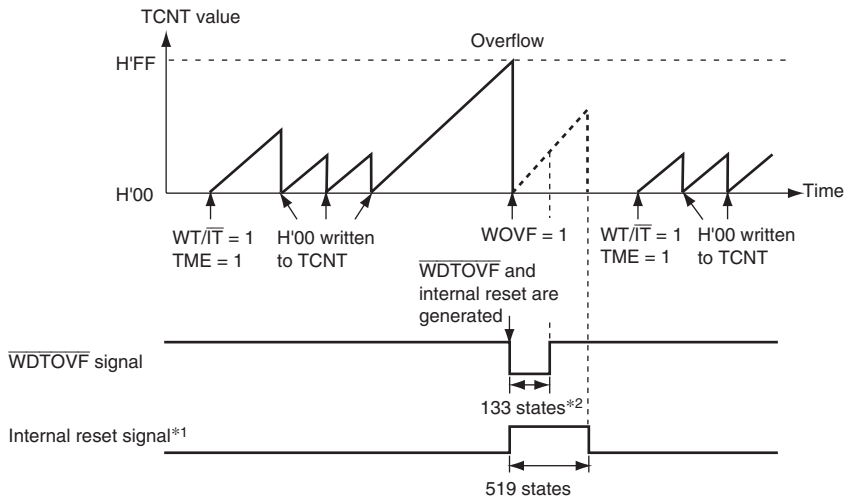 TCNT value
Overflow
H'FF
H'00
Time
WT/IT = 1
TME = 1
H'00 written
to TCNT
WOVF = 1
WT/IT = 1
TME = 1
H'00 written
to TCNT
WDTOVF and
internal reset are
generated
WDTOVF signal
133 states*2
Internal reset signal*1
519 states